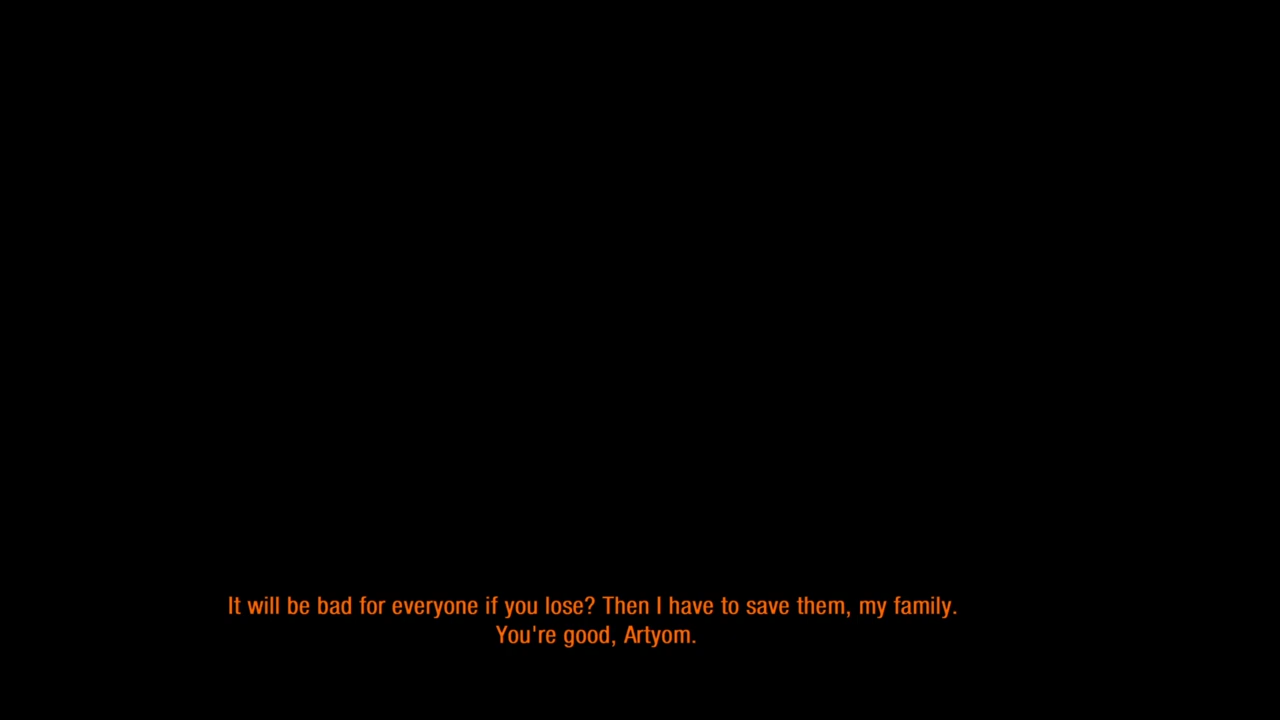 It will be bad for everyone if you lose? Then I have to save them, my family.
You're good, Artyom.